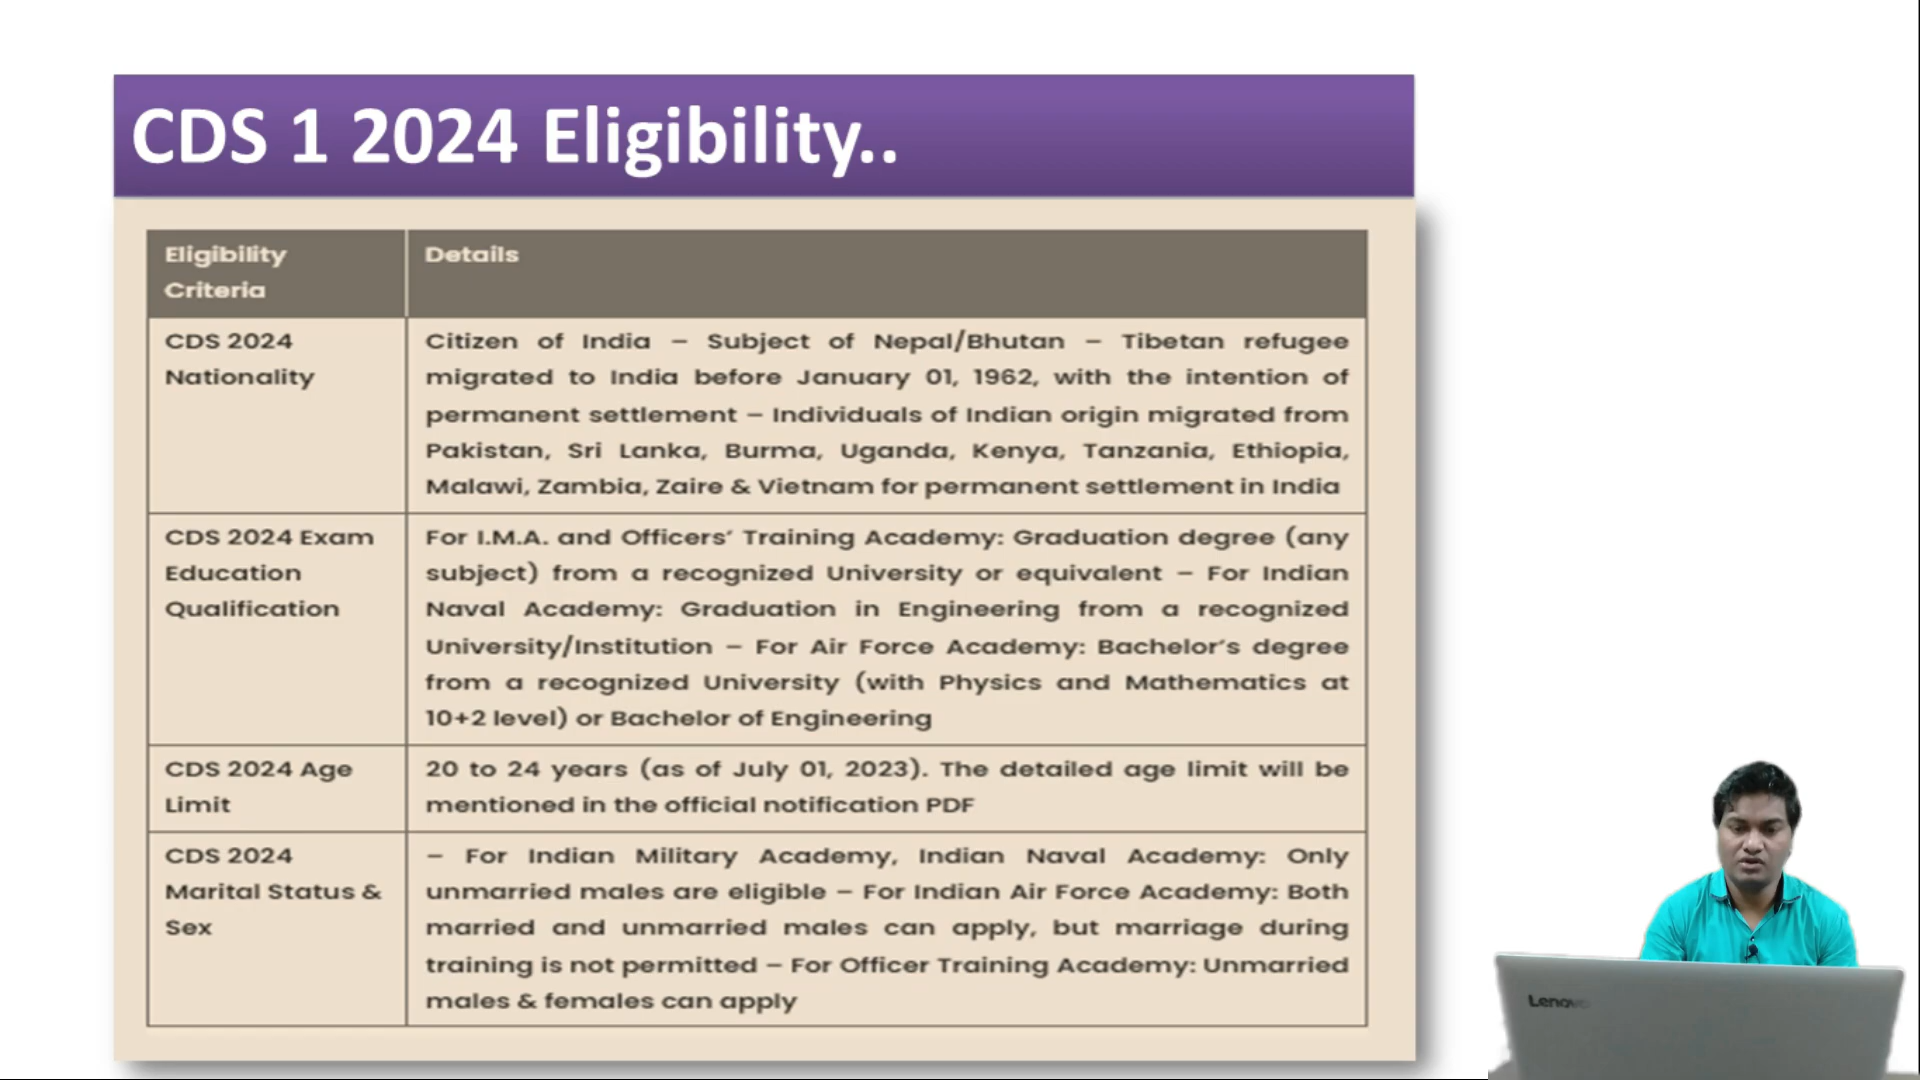 CDS 1 2024 Eligibility..
Eligibility
Criteria
Details
CDS 2024
Nationality
Citizen of India – Subject of Nepal/Bhutan – Tibetan refugee
migrated to India before January 01, 1962, with the intention of
permanent settlement – Individuals of Indian origin migrated from
Pakistan, Sri Lanka, Burma, Uganda, Kenya, Tanzania, Ethiopia,
Malawi, Zambia, Zaire & Vietnam for permanent settlement in India
CDS 2024 Exam
Education
Qualification
For I.M.A. and Officers’ Training Academy: Graduation degree (any
subject) from a recognized University or equivalent – For Indian
Naval Academy: Graduation in Engineering from a recognized
University/Institution – For Air Force Academy: Bachelor’s degree
from a recognized University (with Physics and Mathematics at
10+2 level) or Bachelor of Engineering
CDS 2024 Age
Limit
20 to 24 years (as of July 01, 2023). The detailed age limit will be
mentioned in the official notification PDF
CDS 2024
Marital Status &
Sex
– For Indian Military Academy, Indian Naval Academy: Only
unmarried males are eligible – For Indian Air Force Academy: Both
married and unmarried males can apply, but marriage during
training is not permitted – For Officer Training Academy: Unmarried
males & females can apply
Lenovo